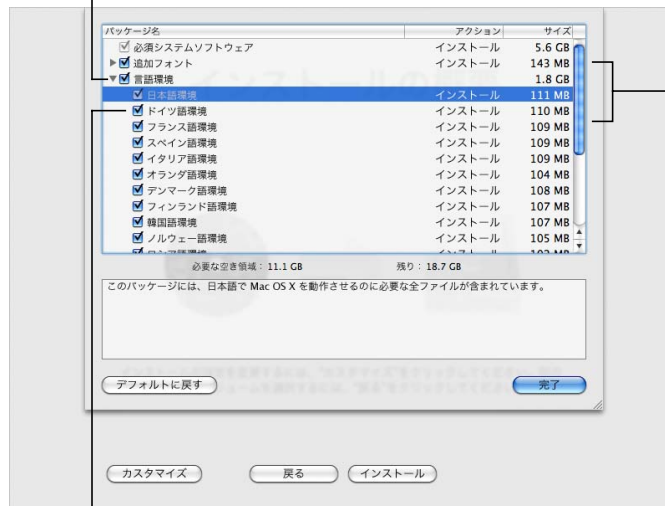 パッケージ名 アクション サイズ
必須システムソフトウェア インストール 5.6 GB
追加フォント インストール 143 MB
言語環境 1.8 GB
日本語環境 インストール 111 MB
ドイツ語環境 インストール 110 MB
フランス語環境 インストール 109 MB
スペイン語環境 インストール 109 MB
イタリア語環境 インストール 109 MB
オランダ語環境 インストール 104 MB
デンマーク語環境 インストール 108 MB
フィンランド語環境 インストール 107 MB
韓国語環境 インストール 107 MB
ノルウェー語環境 インストール 105 MB
必要な空き領域: 11.1 GB 残り: 18.7 GB
このパッケージには、日本語で Mac OS X を動作させるのに必要な全ファイルが含まれています。
デフォルトに戻す 完了
カスタマイズ 戻る インストール